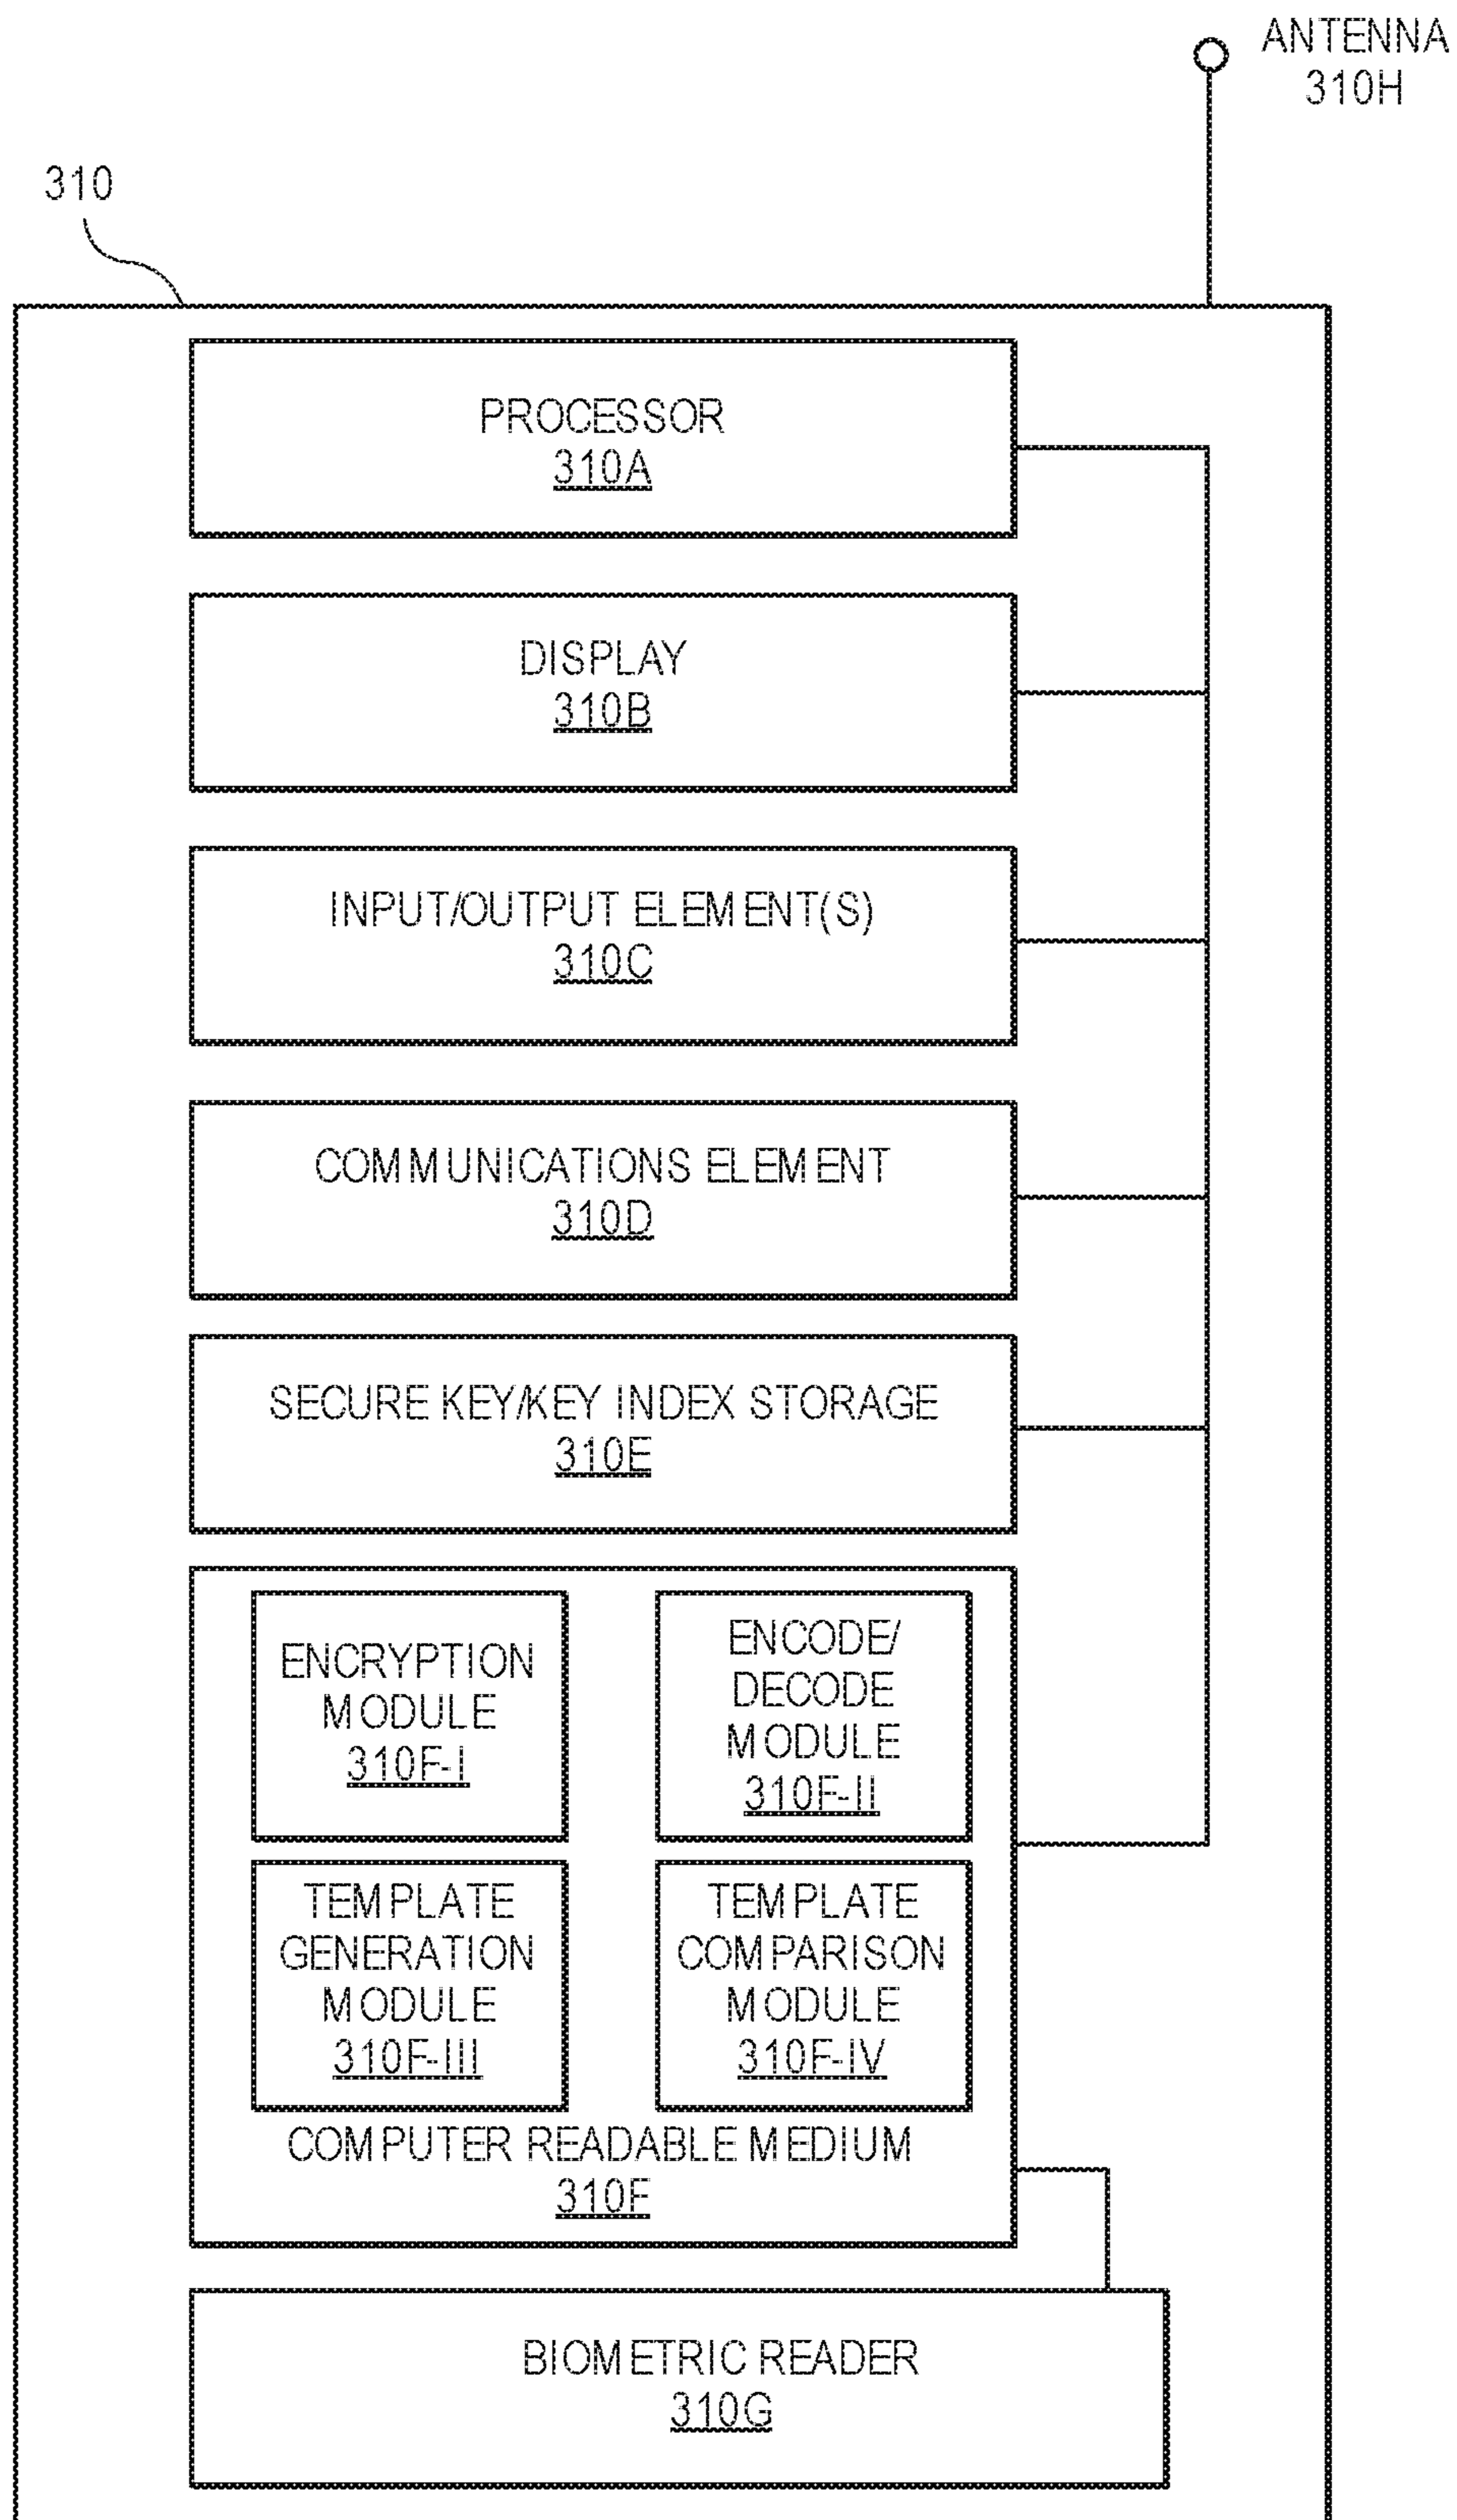 ANTENNA
310H
310
PROCESSOR
310A
DISPLAY
310B
INPUT/OUTPUT ELEMENT(S)
310C
COMMUNICATIONS ELEMENT
310D
SECURE KEY/KEY INDEX STORAGE
310E
ENCRYPTION
MODULE
310F-I
ENCODE/
DECODE
MODULE
310F-II
TEMPLATE
GENERATION
MODULE
310F-III
TEMPLATE
COMPARISON
MODULE
310F-IV
COMPUTER READABLE MEDIUM
310F
BIOMETRIC READER
310G